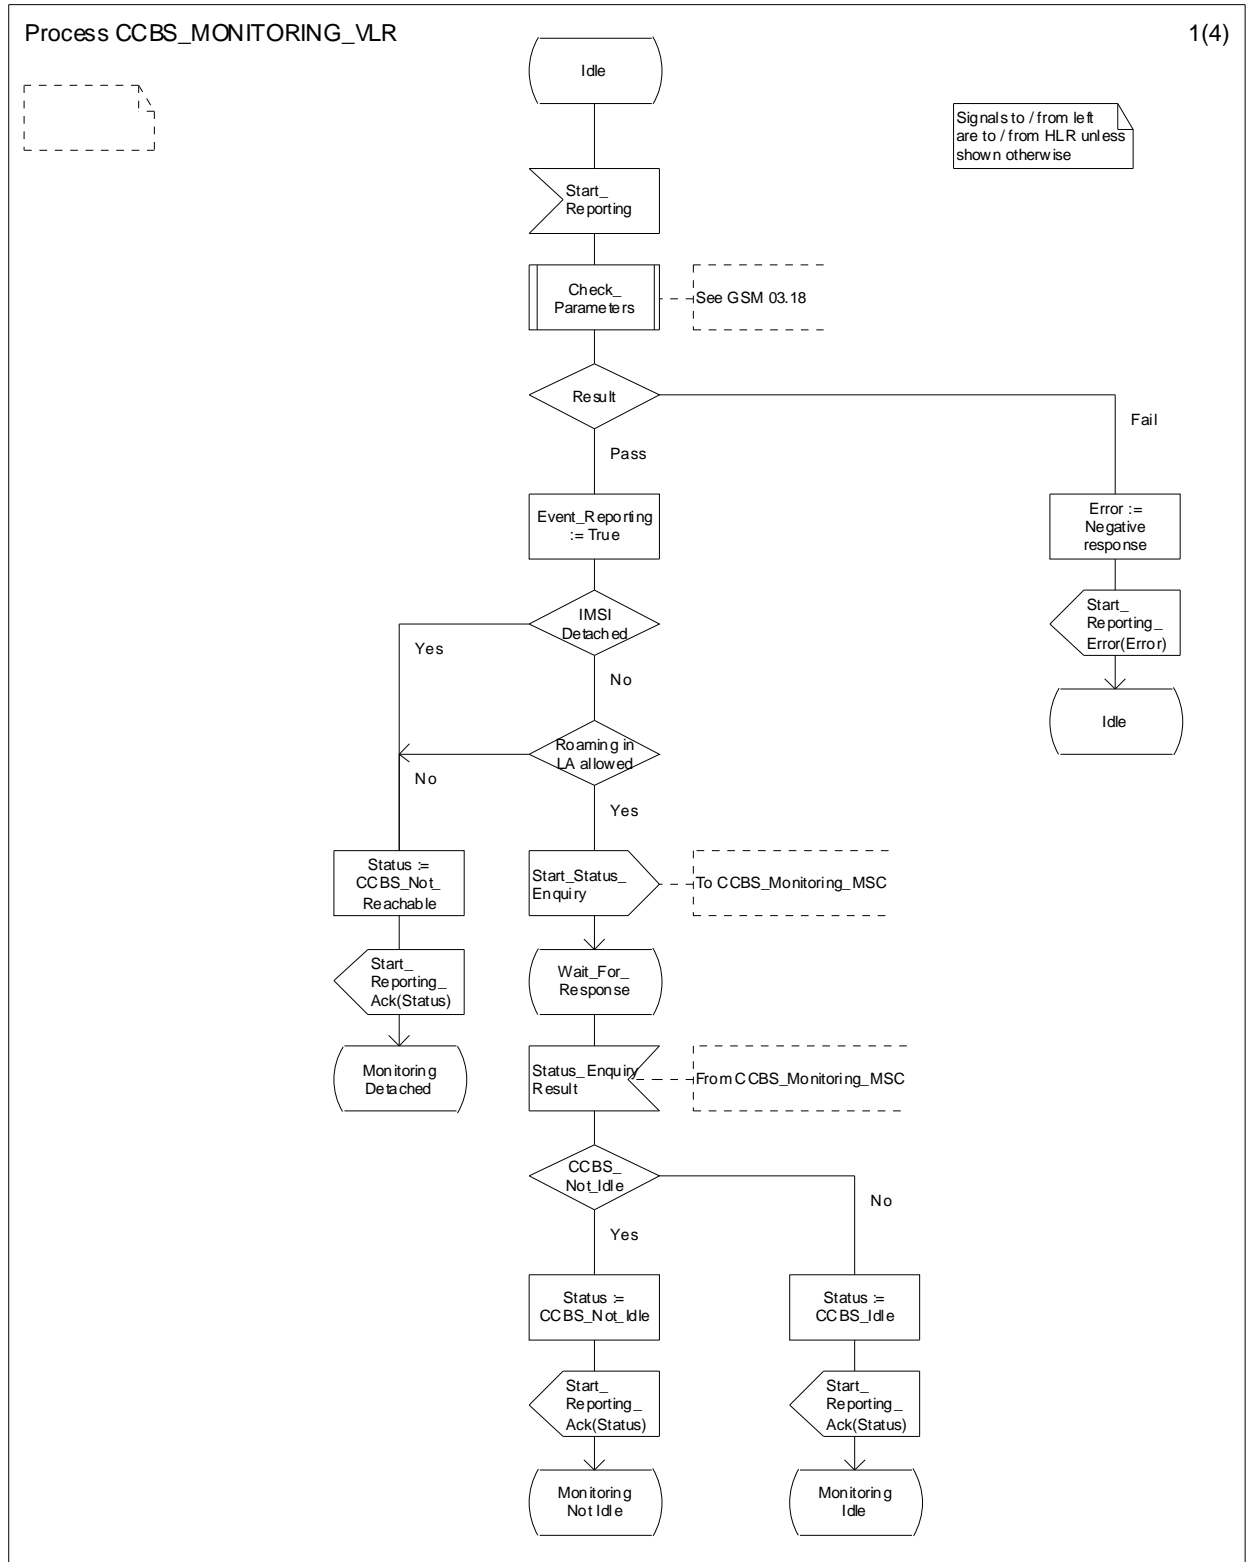 Process CCBS_MONITORING_VLR
1(4)
Idle
Signals to / from left
are to / from HLR unless
shown otherwise
Start_
Reporting
Check_
Parameters
See GSM 03.18
Result
Fail
Pass
Event_Reporting
:= True
Error :=
Negative
response
IMSI
Detached
Yes
No
Start_
Reporting_
Error(Error)
Idle
Roaming in
LA allowed
No
Yes
Status :=
CCBS_Not_
Reachable
Start_Status_
Enquiry
To CCBS_Monitoring_MSC
Start_
Reporting_
Ack(Status)
Wait_For_
Response
Monitoring
Detached
Status_Enquiry
Result
From CCBS_Monitoring_MSC
CCBS_
Not_Idle
No
Yes
Status :=
CCBS_Not_Idle
Status :=
CCBS_Idle
Start_
Reporting_
Ack(Status)
Start_
Reporting_
Ack(Status)
Monitoring
Not Idle
Monitoring
Idle